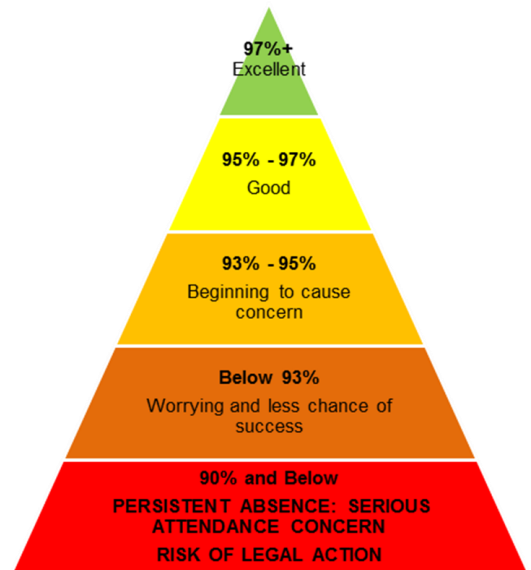 97%+
Excellent
95% - 97%
Good
93% - 95%
Beginning to cause
concern
Below 93%
Worrying and less chance of
success
90% and Below
PERSISTENT ABSENCE: SERIOUS
ATTENDANCE CONCERN
RISK OF LEGAL ACTION